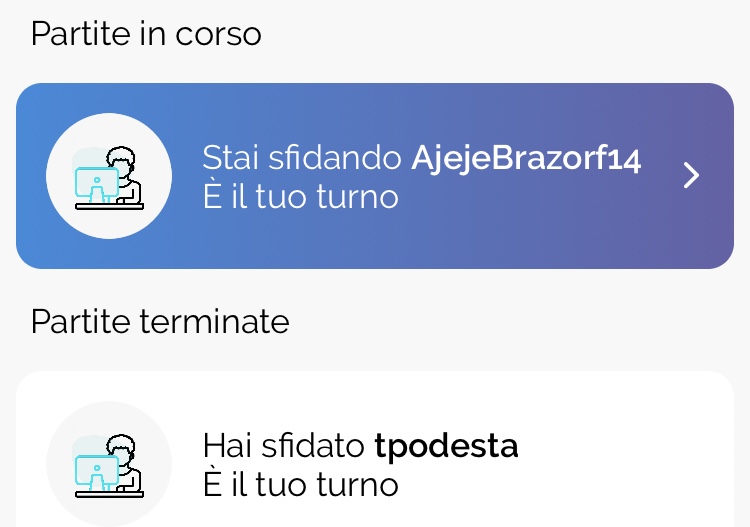 Partite in corso
Stai sfidando AjejeBrazorf14
È il tuo turno
Partite terminate
Hai sfidato tpodesta
È il tuo turno